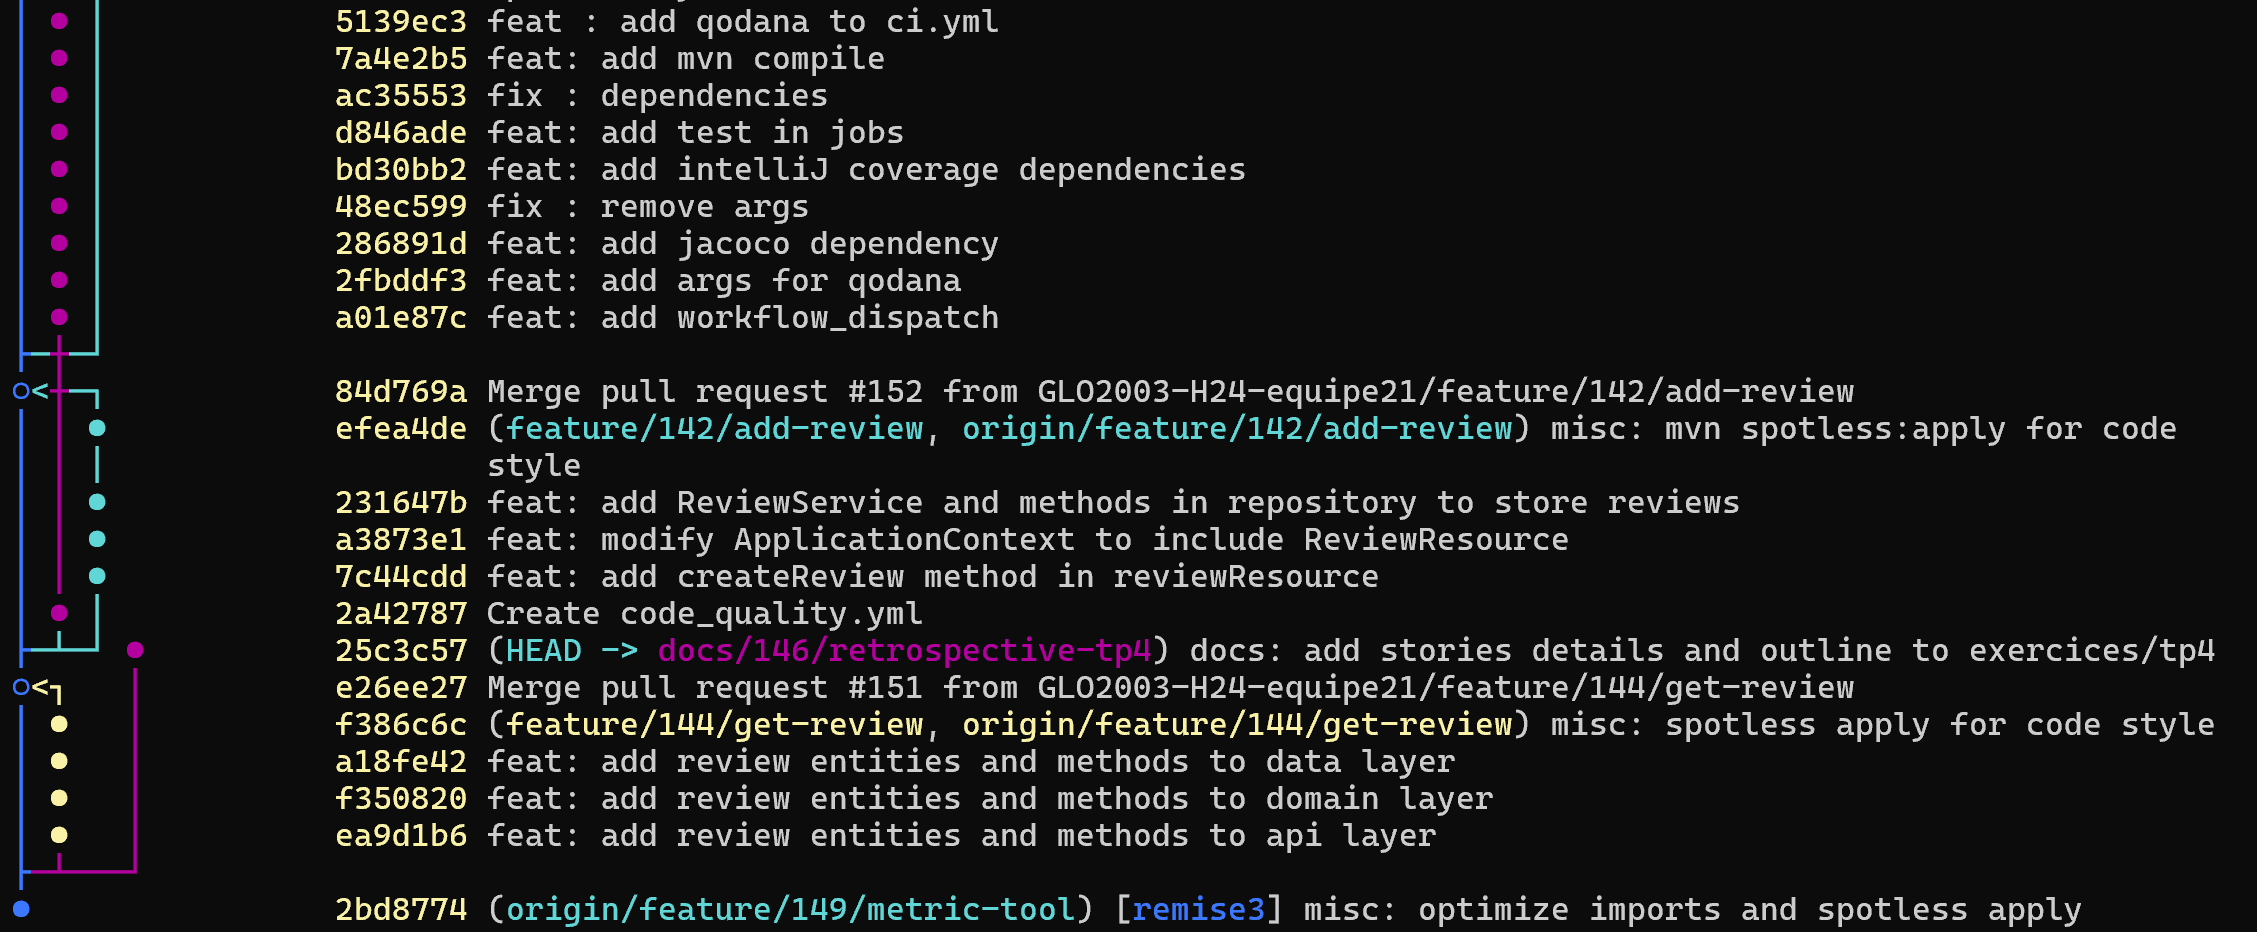 5139ec3 feat : add qodana to ci.yml
7a4e2b5 feat: add mvn compile
ac35553 fix : dependencies
d846ade feat: add test in jobs
bd30bb2 feat: add intelliJ coverage dependencies
48ec599 fix : remove args
286891d feat: add jacoco dependency
2fbddf3 feat: add args for qodana
a01e87c feat: add workflow_dispatch
84d769a Merge pull request #152 from GLO2003-H24-equipe21/feature/142/add-review
efea4de (feature/142/add-review, origin/feature/142/add-review) misc: mvn spotless:apply for code
style
231647b feat: add ReviewService and methods in repository to store reviews
a3873e1 feat: modify ApplicationContext to include ReviewResource
7c44cdd feat: add createReview method in reviewResource
2a42787 Create code_quality.yml
25c3c57 (HEAD -> docs/146/retrospective-tp4) docs: add stories details and outline to exercices/tp4
e26ee27 Merge pull request #151 from GLO2003-H24-equipe21/feature/144/get-review
f386c6c (feature/144/get-review, origin/feature/144/get-review) misc: spotless apply for code style
a18fe42 feat: add review entities and methods to data layer
f350820 feat: add review entities and methods to domain layer
ea9d1b6 feat: add review entities and methods to api layer
2bd8774 (origin/feature/149/metric-tool) [remise3] misc: optimize imports and spotless apply